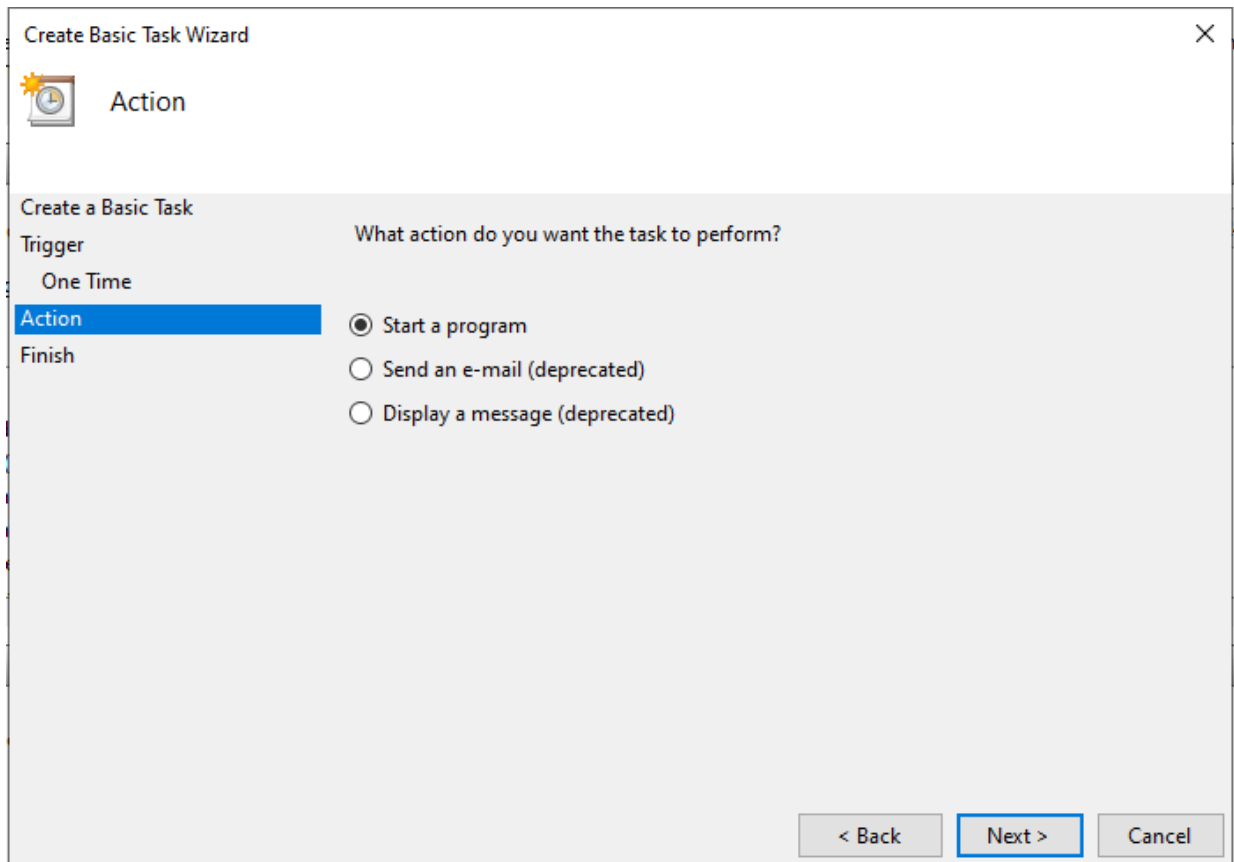 Create Basic Task Wizard
Action
Create a Basic Task
Trigger
One Time
Action
Finish
What action do you want the task to perform?
Start a program
Send an e-mail (deprecated)
Display a message (deprecated)
< Back
Next >
Cancel